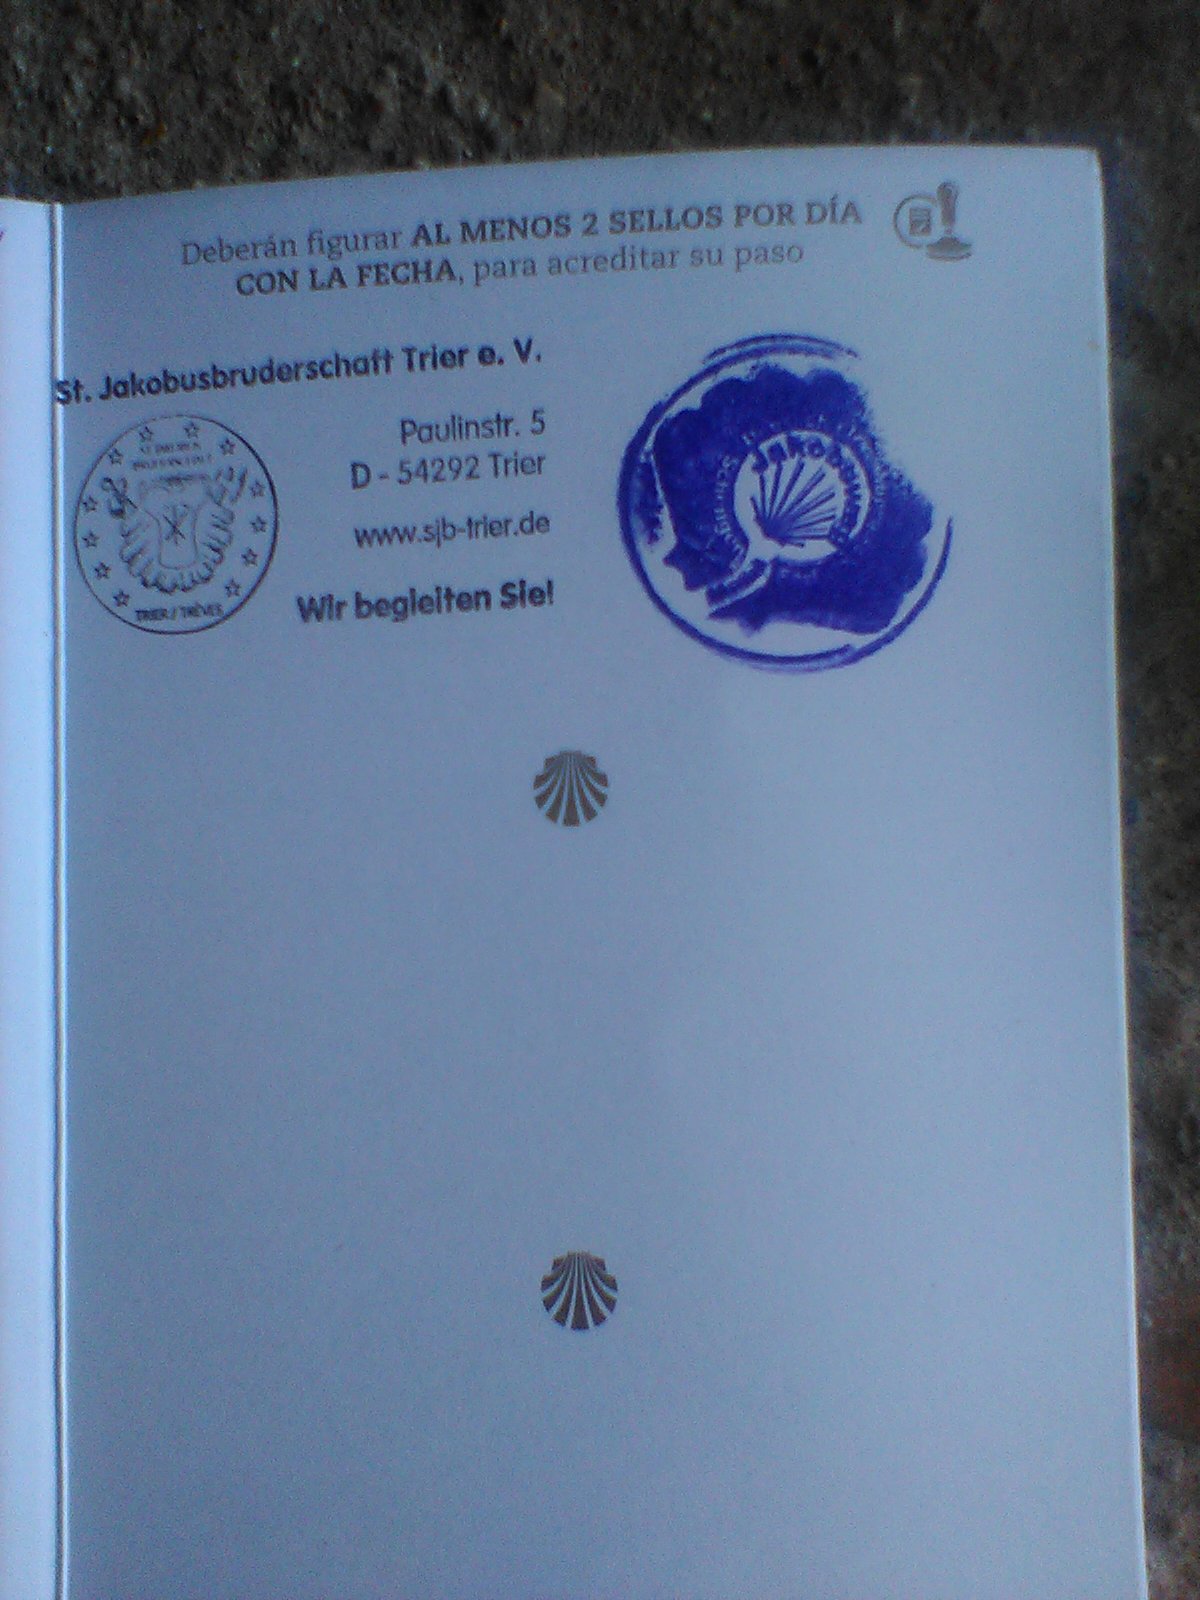 Deberán figurar AL MENOS 2 SELLOS POR DÍA
CON LA FECHA, para acreditar su paso
St. Jakobusbruderschaft Trier e. V.
Paulinstr. 5
D - 54292 Trier
www.sjb-trier.de
Wir begleiten Sie!
TRIER / TRÈVES